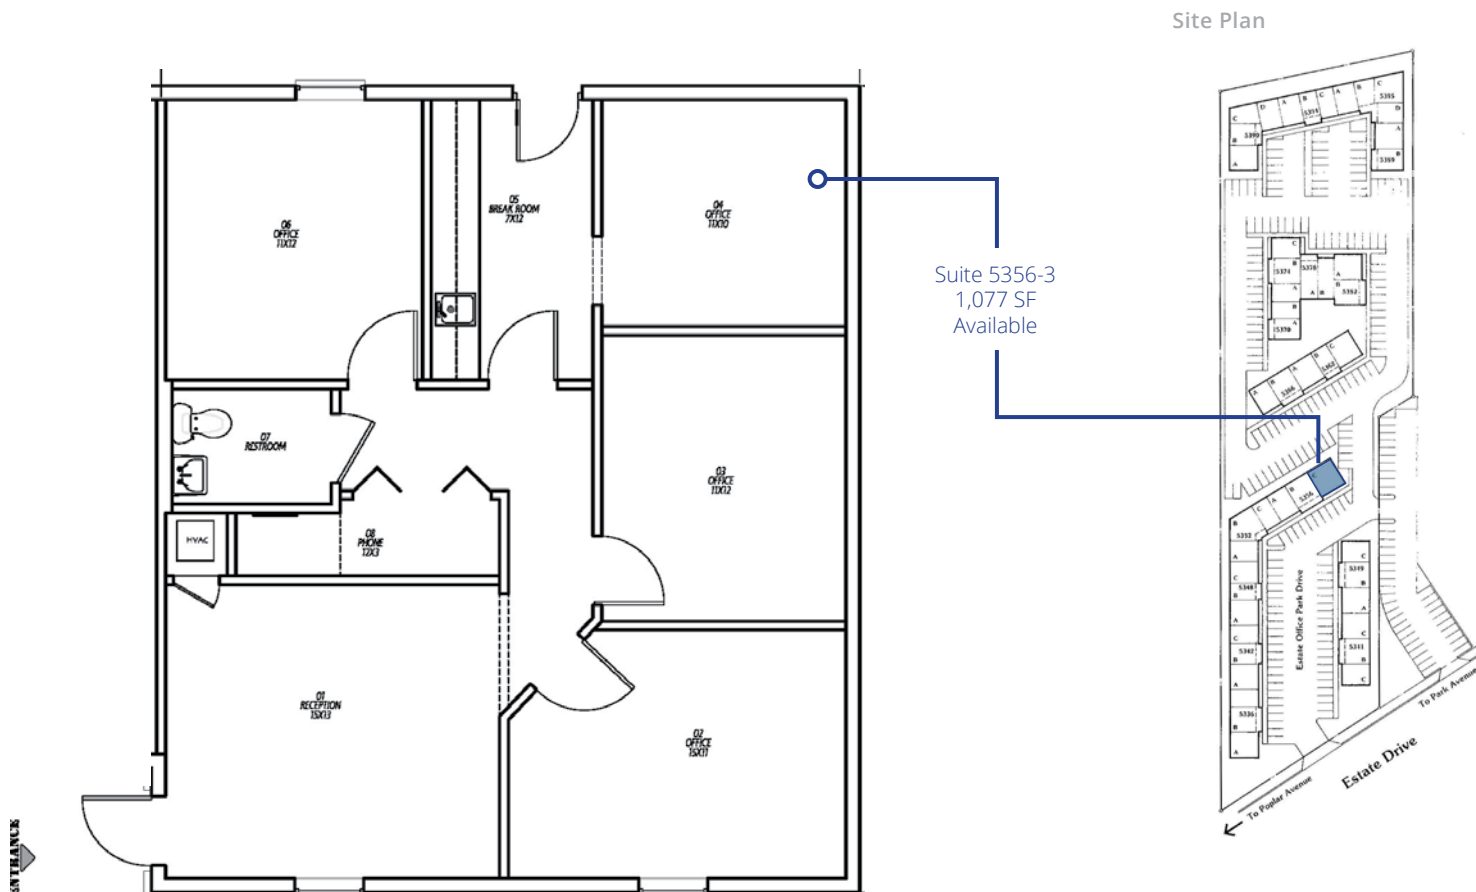 Site Plan
06
OFFICE
11X12
05
BREAK ROOM
7X12
04
OFFICE
11X10
Suite 5356-3
1,077 SF
Available
07
RESTROOM
03
OFFICE
11X12
HVAC
08
PHONE
12X3
01
RECEPTION
15X13
02
OFFICE
15X11
ENTRANCE
C
B
A
5390
D
A
B
5394
C
A
B
C
5395
D
A
B
5399
C
B
5374
A
B
5370
A
5378
A
B
A
B
5382
A
B
5366
A
B
5362
C
C
5356
B
A
C
B
5352
A
C
5348
B
A
C
5342
B
A
5336
B
A
C
5349
B
A
C
5341
B
C
Estate Office Park Drive
To Park Avenue
Estate Drive
To Poplar Avenue